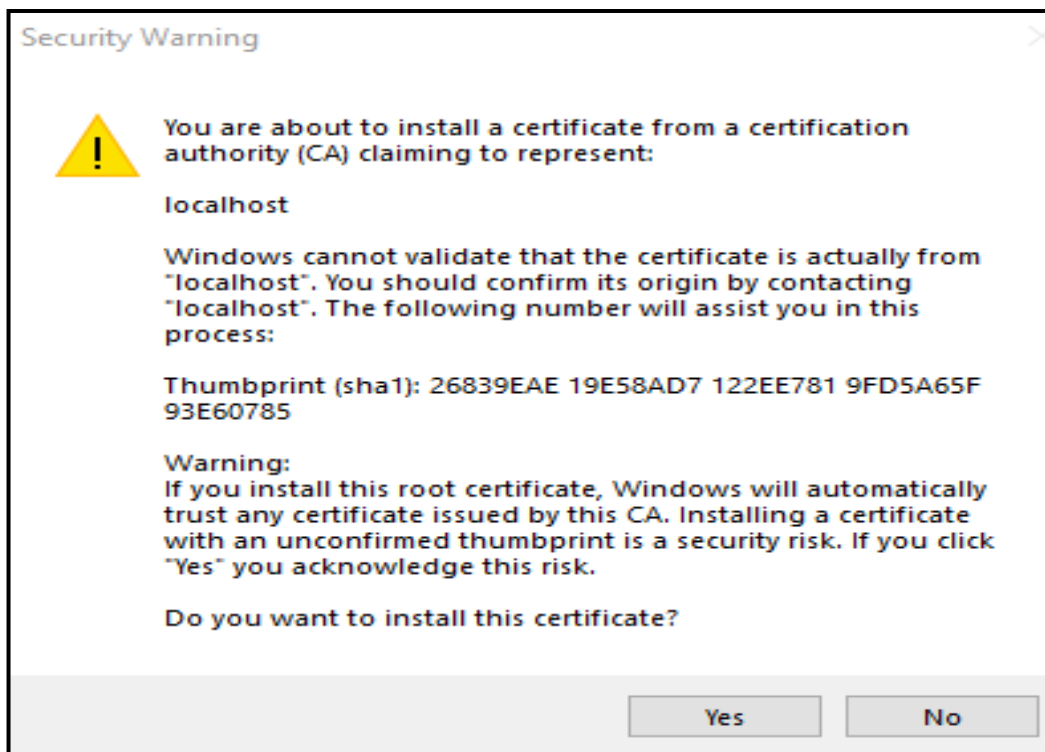 Security Warning
You are about to install a certificate from a certification
authority (CA) claiming to represent:
localhost
Windows cannot validate that the certificate is actually from
"localhost". You should confirm its origin by contacting
"localhost". The following number will assist you in this
process:
Thumbprint (sha1): 26839EAE 19E58AD7 122EE781 9FD5A65F
93E60785
Warning:
If you install this root certificate, Windows will automatically
trust any certificate issued by this CA. Installing a certificate
with an unconfirmed thumbprint is a security risk. If you click
"Yes" you acknowledge this risk.
Do you want to install this certificate?
Yes No